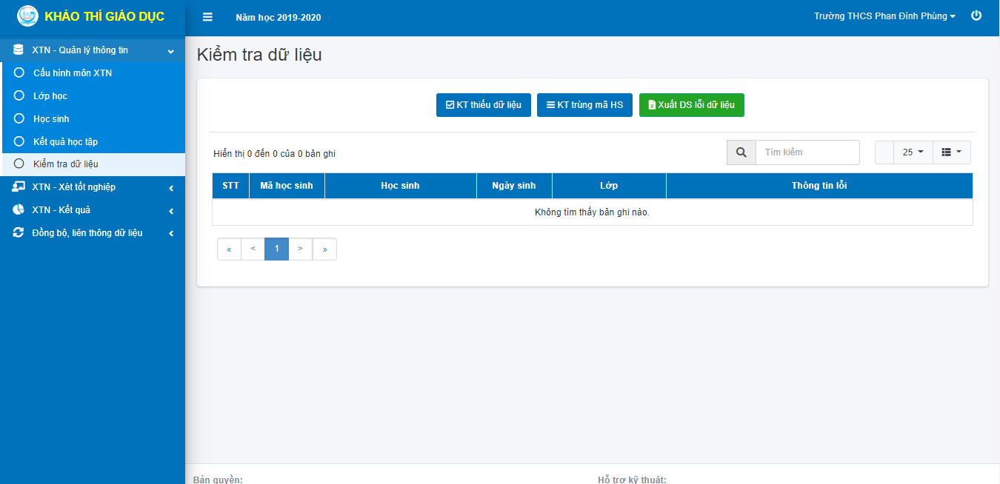 KHẢO THÍ GIÁO DỤC
Năm học 2019-2020
Trường THCS Phan Đình Phùng
XTN - Quản lý thông tin
Cấu hình môn XTN
Lớp học
Học sinh
Kết quả học tập
Kiểm tra dữ liệu
XTN - Xét tốt nghiệp
XTN - Kết quả
Đồng bộ, liên thông dữ liệu
Kiểm tra dữ liệu
KT thiếu dữ liệu KT trùng mã HS Xuất DS lỗi dữ liệu
Hiển thị 0 đến 0 của 0 bản ghi Tìm kiếm 25
STT Mã học sinh Học sinh Ngày sinh Lớp Thông tin lỗi
Không tìm thấy bản ghi nào.
« < 1 > »
Bản quyền: Hỗ trợ kỹ thuật: